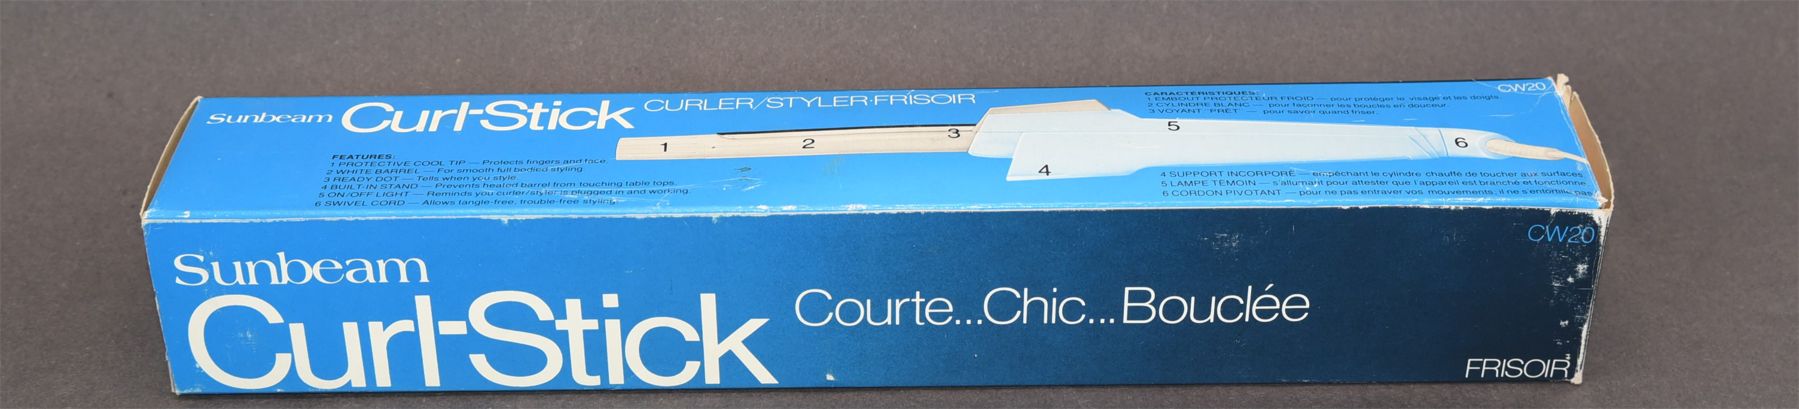 Sunbeam Curl-Stick CURLER/STYLER·FRISOIR
CW20
FEATURES:
1 PROTECTIVE COOL TIP — Protects fingers and face.
2 WHITE BARREL — For smooth full bodied styling.
3 READY DOT — Tells when you style.
4 BUILT-IN STAND — Prevents heated barrel from touching table tops.
5 ON/OFF LIGHT — Reminds you curler/styler is plugged in and working.
6 SWIVEL CORD — Allows tangle-free, trouble-free styling.
1
2
3
4
5
6
CARACTÉRISTIQUES:
1 EMBOUT PROTECTEUR FROID — pour protéger le visage et les doigts.
2 CYLINDRE BLANC — pour façonner les boucles en douceur.
3 VOYANT: PRÊT — pour savoir quand friser.
4 SUPPORT INCORPORÉ — empêchant le cylindre chauffé de toucher aux surfaces
5 LAMPE TEMOIN — s'allumant pour attester que l'appareil est branché et fonctionne
6 CORDON PIVOTANT — pour ne pas entraver vos mouvements, il ne s'entortille pas
Sunbeam
Curl-Stick
Courte...Chic...Bouclée
CW20
FRISOIR